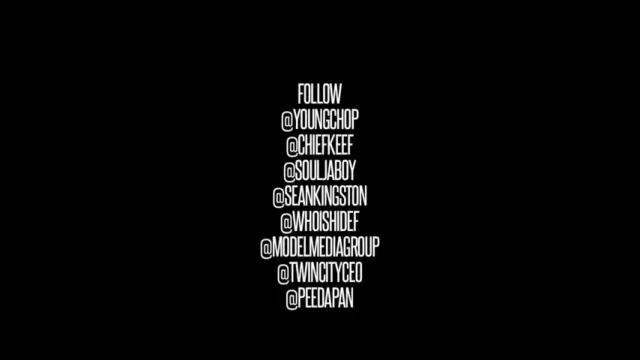 FOLLOW
@YOUNGCHOP
@CHIEFKEEF
@SOULJABOY
@SEANKINGSTON
@WHOISHIDEF
@MODELMEDIAGROUP
@TWINCITYCEO
@PEEDAPAN